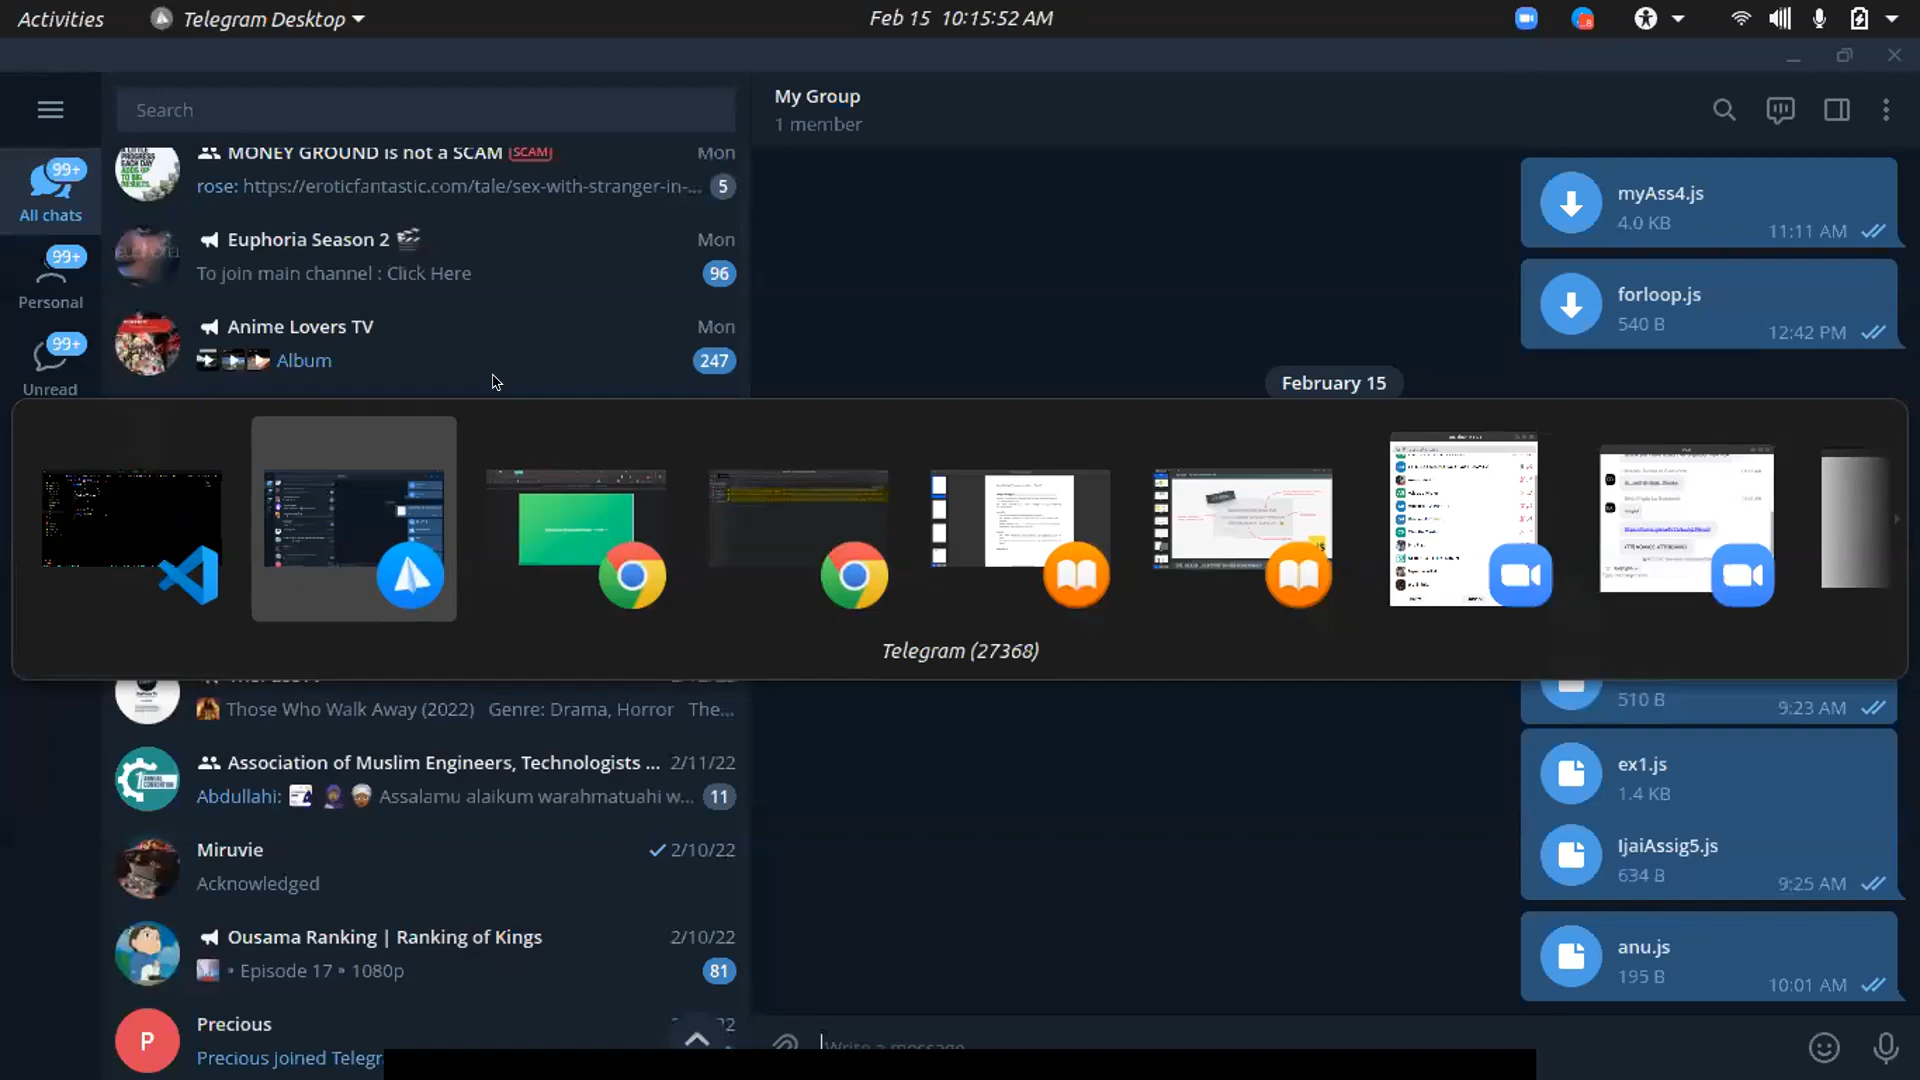 Activities
Telegram Desktop
Feb 15 10:15:52 AM
Search
My Group
1 member
99+
All chats
99+
Personal
99+
Unread
MONEY GROUND is not a SCAM SCAM
Mon
rose: https://eroticfantastic.com/tale/sex-with-stranger-in-...
5
Euphoria Season 2
Mon
To join main channel : Click Here
96
Anime Lovers TV
Mon
Album
247
myAss4.js
4.0 KB
11:11 AM
forloop.js
540 B
12:42 PM
February 15
Telegram (27368)
Those Who Walk Away (2022) Genre: Drama, Horror The...
Association of Muslim Engineers, Technologists ...
2/11/22
Abdullahi: Assalamu alaikum warahmatuahi w...
11
Miruvie
2/10/22
Acknowledged
Ousama Ranking | Ranking of Kings
2/10/22
• Episode 17 • 1080p
81
P
Precious
Precious joined Telegr
510 B
9:23 AM
ex1.js
1.4 KB
IjaiAssig5.js
634 B
9:25 AM
anu.js
195 B
10:01 AM
Write a message